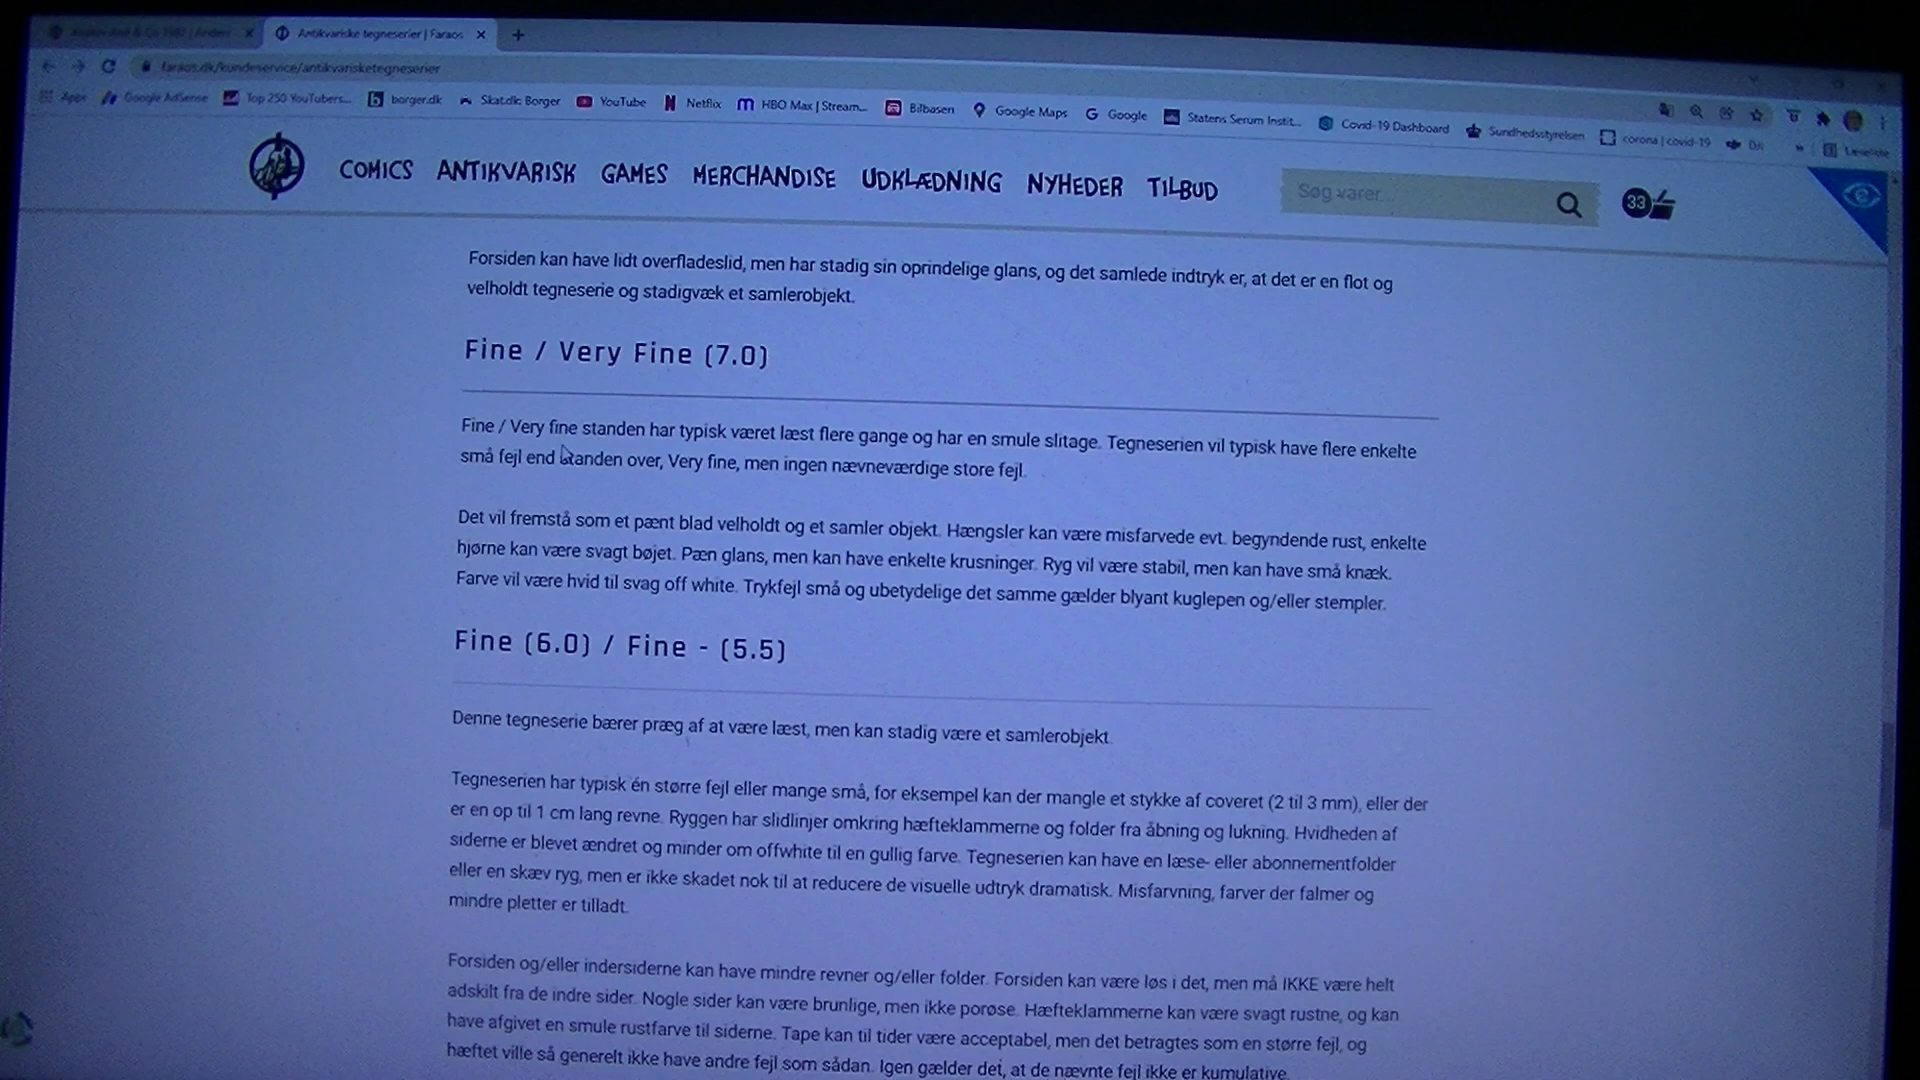 Antikvariske tegneserier | Faraos
faraos.dk/kundeservice/antikvarisketegneserier
Apps Google AdSense Top 250 YouTubers... borger.dk Skat.dk: Borger YouTube Netflix HBO Max | Stream... Bilbasen Google Maps Google Statens Serum Instit... Covid-19 Dashboard Sundhedsstyrelsen corona | covid-19 Læseliste
COMICS ANTIKVARISK GAMES MERCHANDISE UDKLÆDNING NYHEDER TILBUD Søg varer... 33
Forsiden kan have lidt overfladeslid, men har stadig sin oprindelige glans, og det samlede indtryk er, at det er en flot og
velholdt tegneserie og stadigvæk et samlerobjekt.
Fine / Very Fine (7.0)
Fine / Very fine standen har typisk været læst flere gange og har en smule slitage. Tegneserien vil typisk have flere enkelte
små fejl end standen over, Very fine, men ingen nævneværdige store fejl.
Det vil fremstå som et pænt blad velholdt og et samler objekt. Hængsler kan være misfarvede evt. begyndende rust, enkelte
hjørne kan være svagt bøjet. Pæn glans, men kan have enkelte krusninger. Ryg vil være stabil, men kan have små knæk.
Farve vil være hvid til svag off white. Trykfejl små og ubetydelige det samme gælder blyant kuglepen og/eller stempler.
Fine (6.0) / Fine - (5.5)
Denne tegneserie bærer præg af at være læst, men kan stadig være et samlerobjekt.
Tegneserien har typisk én større fejl eller mange små, for eksempel kan der mangle et stykke af coveret (2 til 3 mm), eller der
er en op til 1 cm lang revne. Ryggen har slidlinjer omkring hæfteklammerne og folder fra åbning og lukning. Hvidheden af
siderne er blevet ændret og minder om offwhite til en gullig farve. Tegneserien kan have en læse- eller abonnementfolder
eller en skæv ryg, men er ikke skadet nok til at reducere de visuelle udtryk dramatisk. Misfarvning, farver der falmer og
mindre pletter er tilladt.
Forsiden og/eller indersiderne kan have mindre revner og/eller folder. Forsiden kan være løs i det, men må IKKE være helt
adskilt fra de indre sider. Nogle sider kan være brunlige, men ikke porøse. Hæfteklammerne kan være svagt rustne, og kan
have afgivet en smule rustfarve til siderne. Tape kan til tider være acceptabel, men det betragtes som en større fejl, og
hæftet ville så generelt ikke have andre fejl som sådan. Igen gælder det, at de nævnte fejl ikke er kumulative.